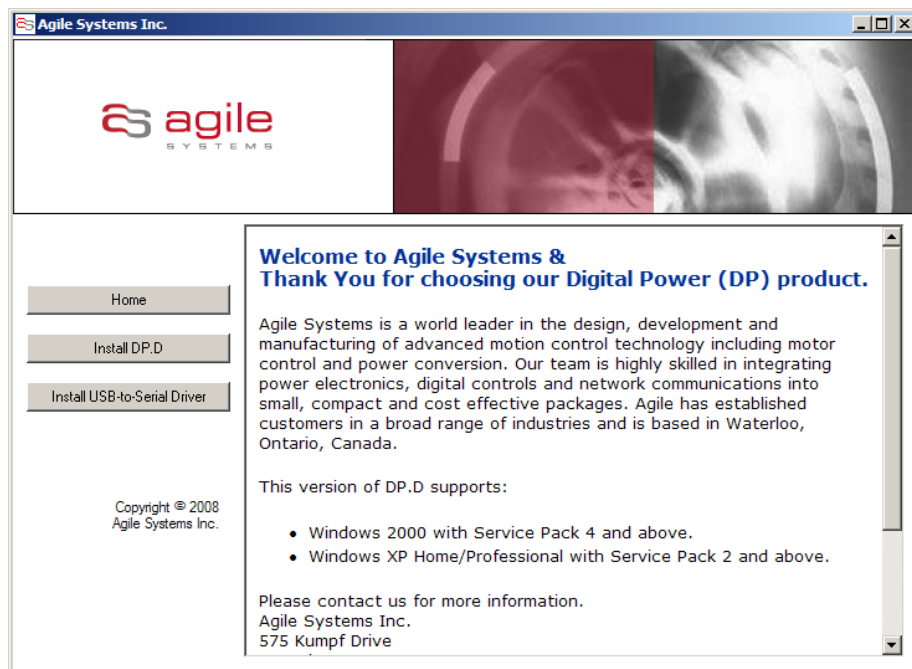 Agile Systems Inc.
agile
SYSTEMS
Welcome to Agile Systems &
Thank You for choosing our Digital Power (DP) product.
Home
Install DP.D
Install USB-to-Serial Driver
Agile Systems is a world leader in the design, development and
manufacturing of advanced motion control technology including motor
control and power conversion. Our team is highly skilled in integrating
power electronics, digital controls and network communications into
small, compact and cost effective packages. Agile has established
customers in a broad range of industries and is based in Waterloo,
Ontario, Canada.
This version of DP.D supports:
Copyright © 2008
Agile Systems Inc.
• Windows 2000 with Service Pack 4 and above.
• Windows XP Home/Professional with Service Pack 2 and above.
Please contact us for more information.
Agile Systems Inc.
575 Kumpf Drive